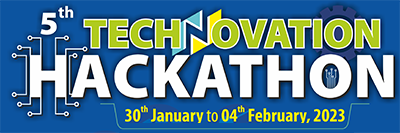 5th TECHNOVATION
HACKATHON
30th January to 04th February, 2023